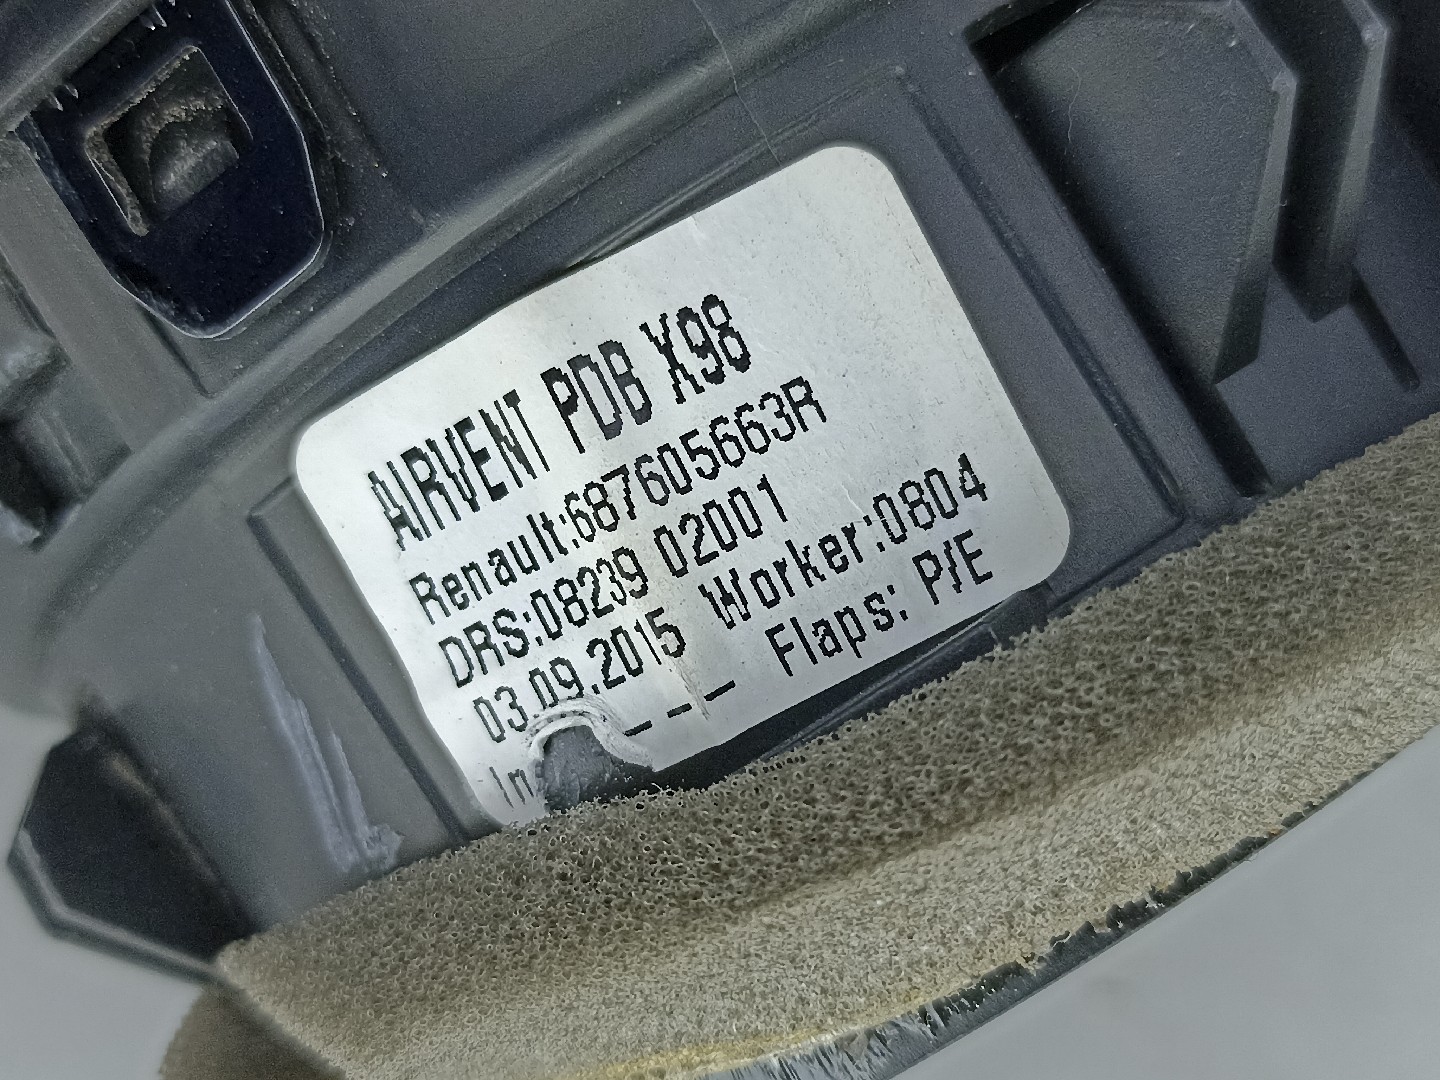 AIRVENT PDB X98
Renault:687605663R
DRS:08239 02001
03.09.2015 Worker:0804
_ _ _ Flaps: P/E